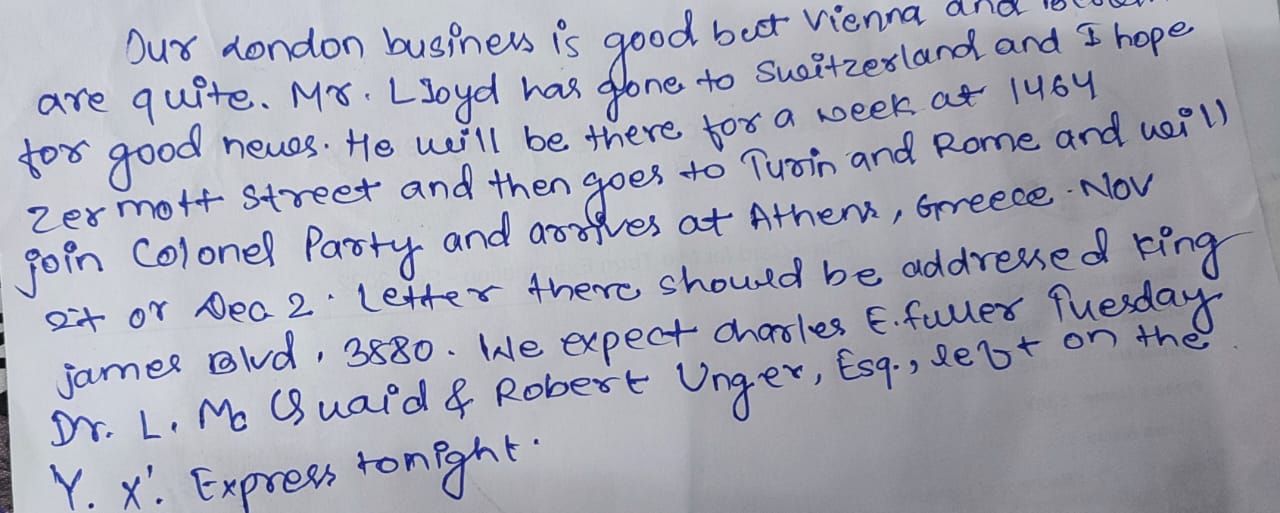 Our London business is good but Vienna and
are quite. Mr. Lloyd has gone to Switzerland and I hope
for good news. He will be there for a week at 1464
Zermott Street and then goes to Turin and Rome and will
join Colonel Party and arrives at Athens, Greece. Nov
or Dec 2. Letter there should be addressed King
james Blvd, 3880. We expect Charles E. fuller Tuesday
Dr. L. Mc Quaid & Robert Unger, Esq., left on the
Y. X'. Express tonight.